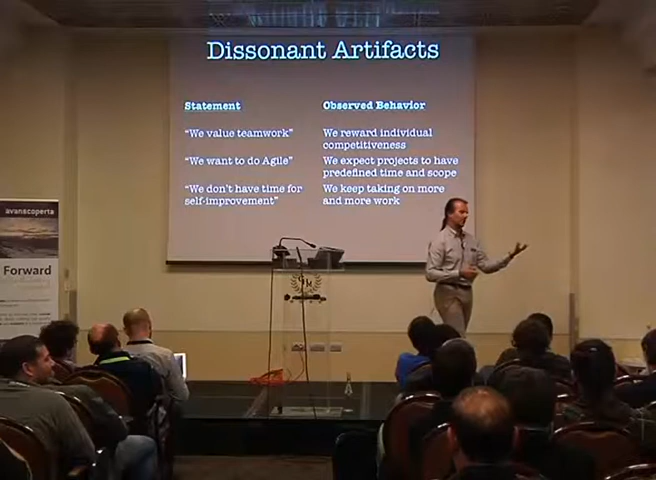 Dissonant Artifacts
Statement
Observed Behavior
"We value teamwork"
We reward individual
competitiveness
"We want to do Agile"
We expect projects to have
predefined time and scope
"We don't have time for
self-improvement"
We keep taking on more
and more work
avanscoperta
Forward
GM